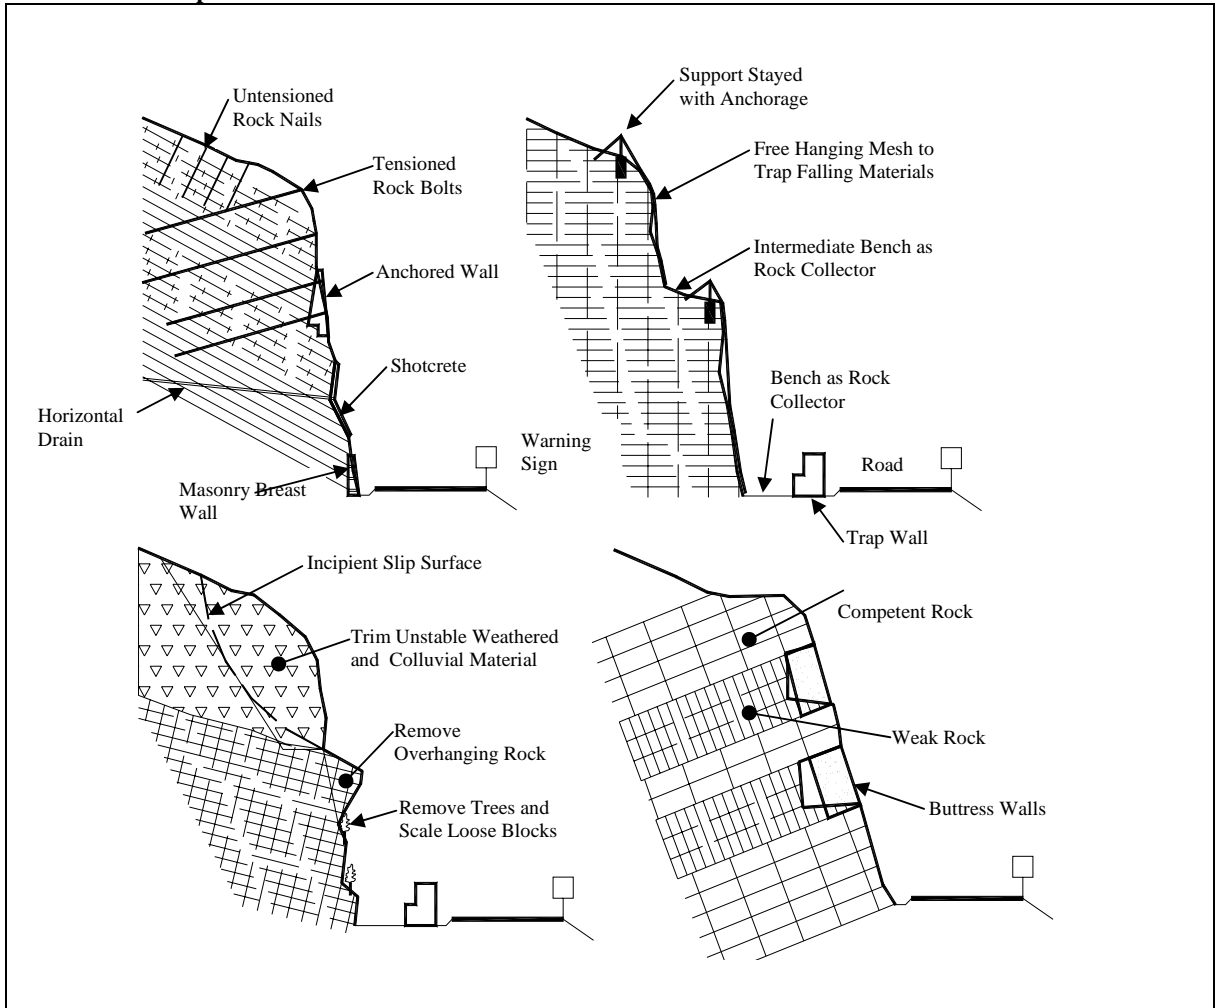 Untensioned
Rock Nails
Tensioned
Rock Bolts
Anchored Wall
Shotcrete
Horizontal
Drain
Masonry Breast
Wall
Support Stayed
with Anchorage
Free Hanging Mesh to
Trap Falling Materials
Intermediate Bench as
Rock Collector
Bench as Rock
Collector
Warning
Sign
Road
Trap Wall
Incipient Slip Surface
Trim Unstable Weathered
and Colluvial Material
Remove
Overhanging Rock
Remove Trees and
Scale Loose Blocks
Competent Rock
Weak Rock
Buttress Walls